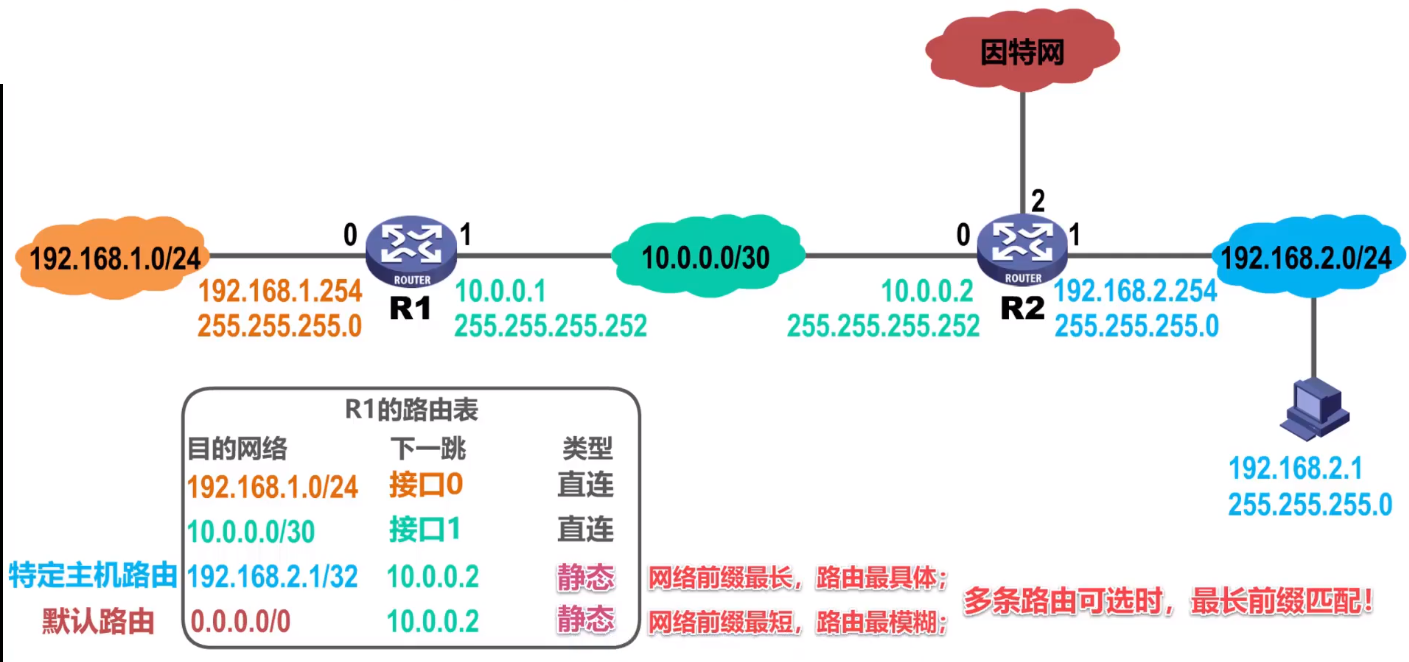 因特网
2
0
1
0
1
192.168.1.0/24
10.0.0.0/30
192.168.2.0/24
ROUTER
ROUTER
192.168.1.254
255.255.255.0
R1
10.0.0.1
255.255.255.252
10.0.0.2
255.255.255.252
R2
192.168.2.254
255.255.255.0
192.168.2.1
255.255.255.0
R1的路由表
目的网络 下一跳 类型
192.168.1.0/24 接口0 直连
10.0.0.0/30 接口1 直连
特定主机路由 192.168.2.1/32 10.0.0.2 静态 网络前缀最长，路由最具体；
默认路由 0.0.0.0/0 10.0.0.2 静态 网络前缀最短，路由最模糊；
多条路由可选时，最长前缀匹配！